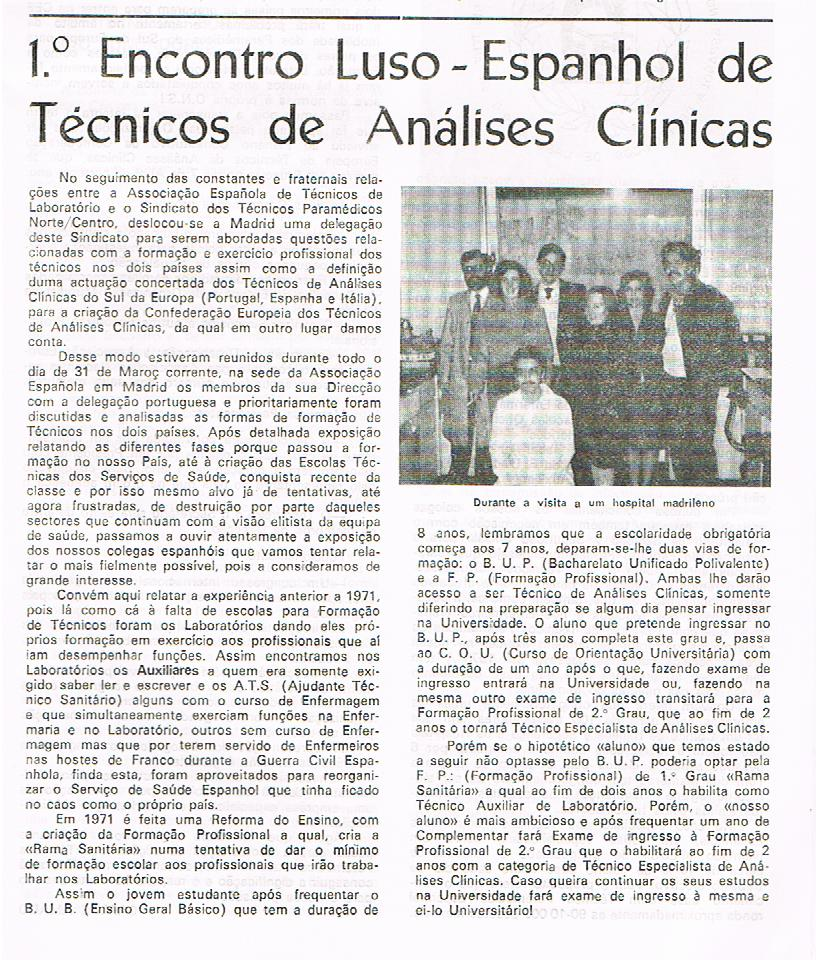 1.º Encontro Luso - Espanhol de
Técnicos de Análises Clínicas
No seguimento das constantes e fraternais rela-
ções entre a Associação Española de Técnicos de
Laboratório e o Sindicato dos Técnicos Paramédicos
Norte/Centro, deslocou-se a Madrid uma delegação
deste Sindicato para serem abordadas questões rela-
cionadas com a formação e exercício profissional dos
técnicos nos dois países assim como a definição
duma actuação concertada dos Técnicos de Análises
Clínicas do Sul da Europa (Portugal, Espanha e Itália),
para a criação da Confederação Europeia dos Técnicos
de Análises Clínicas, da qual em outro lugar damos
conta.
Desse modo estiveram reunidos durante todo o
dia de 31 de Maroç corrente, na sede da Associação
Española em Madrid os membros da sua Direcção
com a delegação portuguesa e prioritariamente foram
discutidas e analisadas as formas de formação de
Técnicos nos dois países. Após detalhada exposição
relatando as diferentes fases porque passou a for-
mação no nosso País, até à criação das Escolas Téc-
nicas dos Serviços de Saúde, conquista recente da
classe e por isso mesmo alvo já de tentativas, até
agora frustradas, de destruição por parte daqueles
sectores que continuam com a visão elitista da equipa
de saúde, passamos a ouvir atentamente a exposição
dos nossos colegas espanhóis que vamos tentar rela-
tar o mais fielmente possível, pois a consideramos de
grande interesse.
Convém aqui relatar a experiência anterior a 1971,
pois lá como cá à falta de escolas para Formação
de Técnicos foram os Laboratórios dando eles pró-
prios formação em exercício aos profissionais que aí
iam desempenhar funções. Assim encontramos nos
Laboratórios os Auxiliares a quem era somente exi-
gido saber ler e escrever e os A.T.S. (Ajudante Téc-
nico Sanitário) alguns com o curso de Enfermagem
e que simultaneamente exerciam funções na Enfer-
maria e no Laboratório, outros sem curso de Enfer-
magem mas que por terem servido de Enfermeiros
nas hostes de Franco durante a Guerra Civil Espa-
nhola, finda esta, foram aproveitados para reorgani-
zar o Serviço de Saúde Espanhol que tinha ficado
no caos como o próprio país.
Em 1971 é feita uma Reforma do Ensino, com
a criação da Formação Profissional a qual, cria a
«Rama Sanitária» numa tentativa de dar o mínimo
de formação escolar aos profissionais que irão traba-
lhar nos Laboratórios.
Assim o jovem estudante após frequentar o
B. U. B. (Ensino Geral Básico) que tem a duração de
Durante a visita a um hospital madrileno
8 anos, lembramos que a escolaridade obrigatória
começa aos 7 anos, deparam-se-lhe duas vias de for-
mação: o B. U. P. (Bacharelato Unificado Polivalente)
e a F. P. (Formação Profissional). Ambas lhe darão
acesso a ser Técnico de Análises Clínicas, somente
diferindo na preparação se algum dia pensar ingressar
na Universidade. O aluno que pretende ingressar no
B. U. P., após três anos completa este grau e, passa
ao C. O. U. (Curso de Orientação Universitária) com
a duração de um ano após o que, fazendo exame de
ingresso entrará na Universidade ou, fazendo na
mesma outro exame de ingresso transitará para a
Formação Profissional de 2.º Grau, que ao fim de 2
anos o tornará Técnico Especialista de Análises Clínicas.
Porém se o hipotético «aluno» que temos estado
a seguir não optasse pelo B. U. P. poderia optar pela
F. P.: (Formação Profissional) de 1.º Grau «Rama
Sanitária» a qual ao fim de dois anos o habilita como
Técnico Auxiliar de Laboratório. Porém, o «nosso
aluno» é mais ambicioso e após frequentar um ano de
Complementar fará Exame de ingresso à Formação
Profissional de 2.º Grau que o habilitará ao fim de 2
anos com a categoria de Técnico Especialista de Aná-
lises Clínicas. Caso queira continuar os seus estudos
na Universidade fará exame de ingresso à mesma e
ei-lo Universitário!